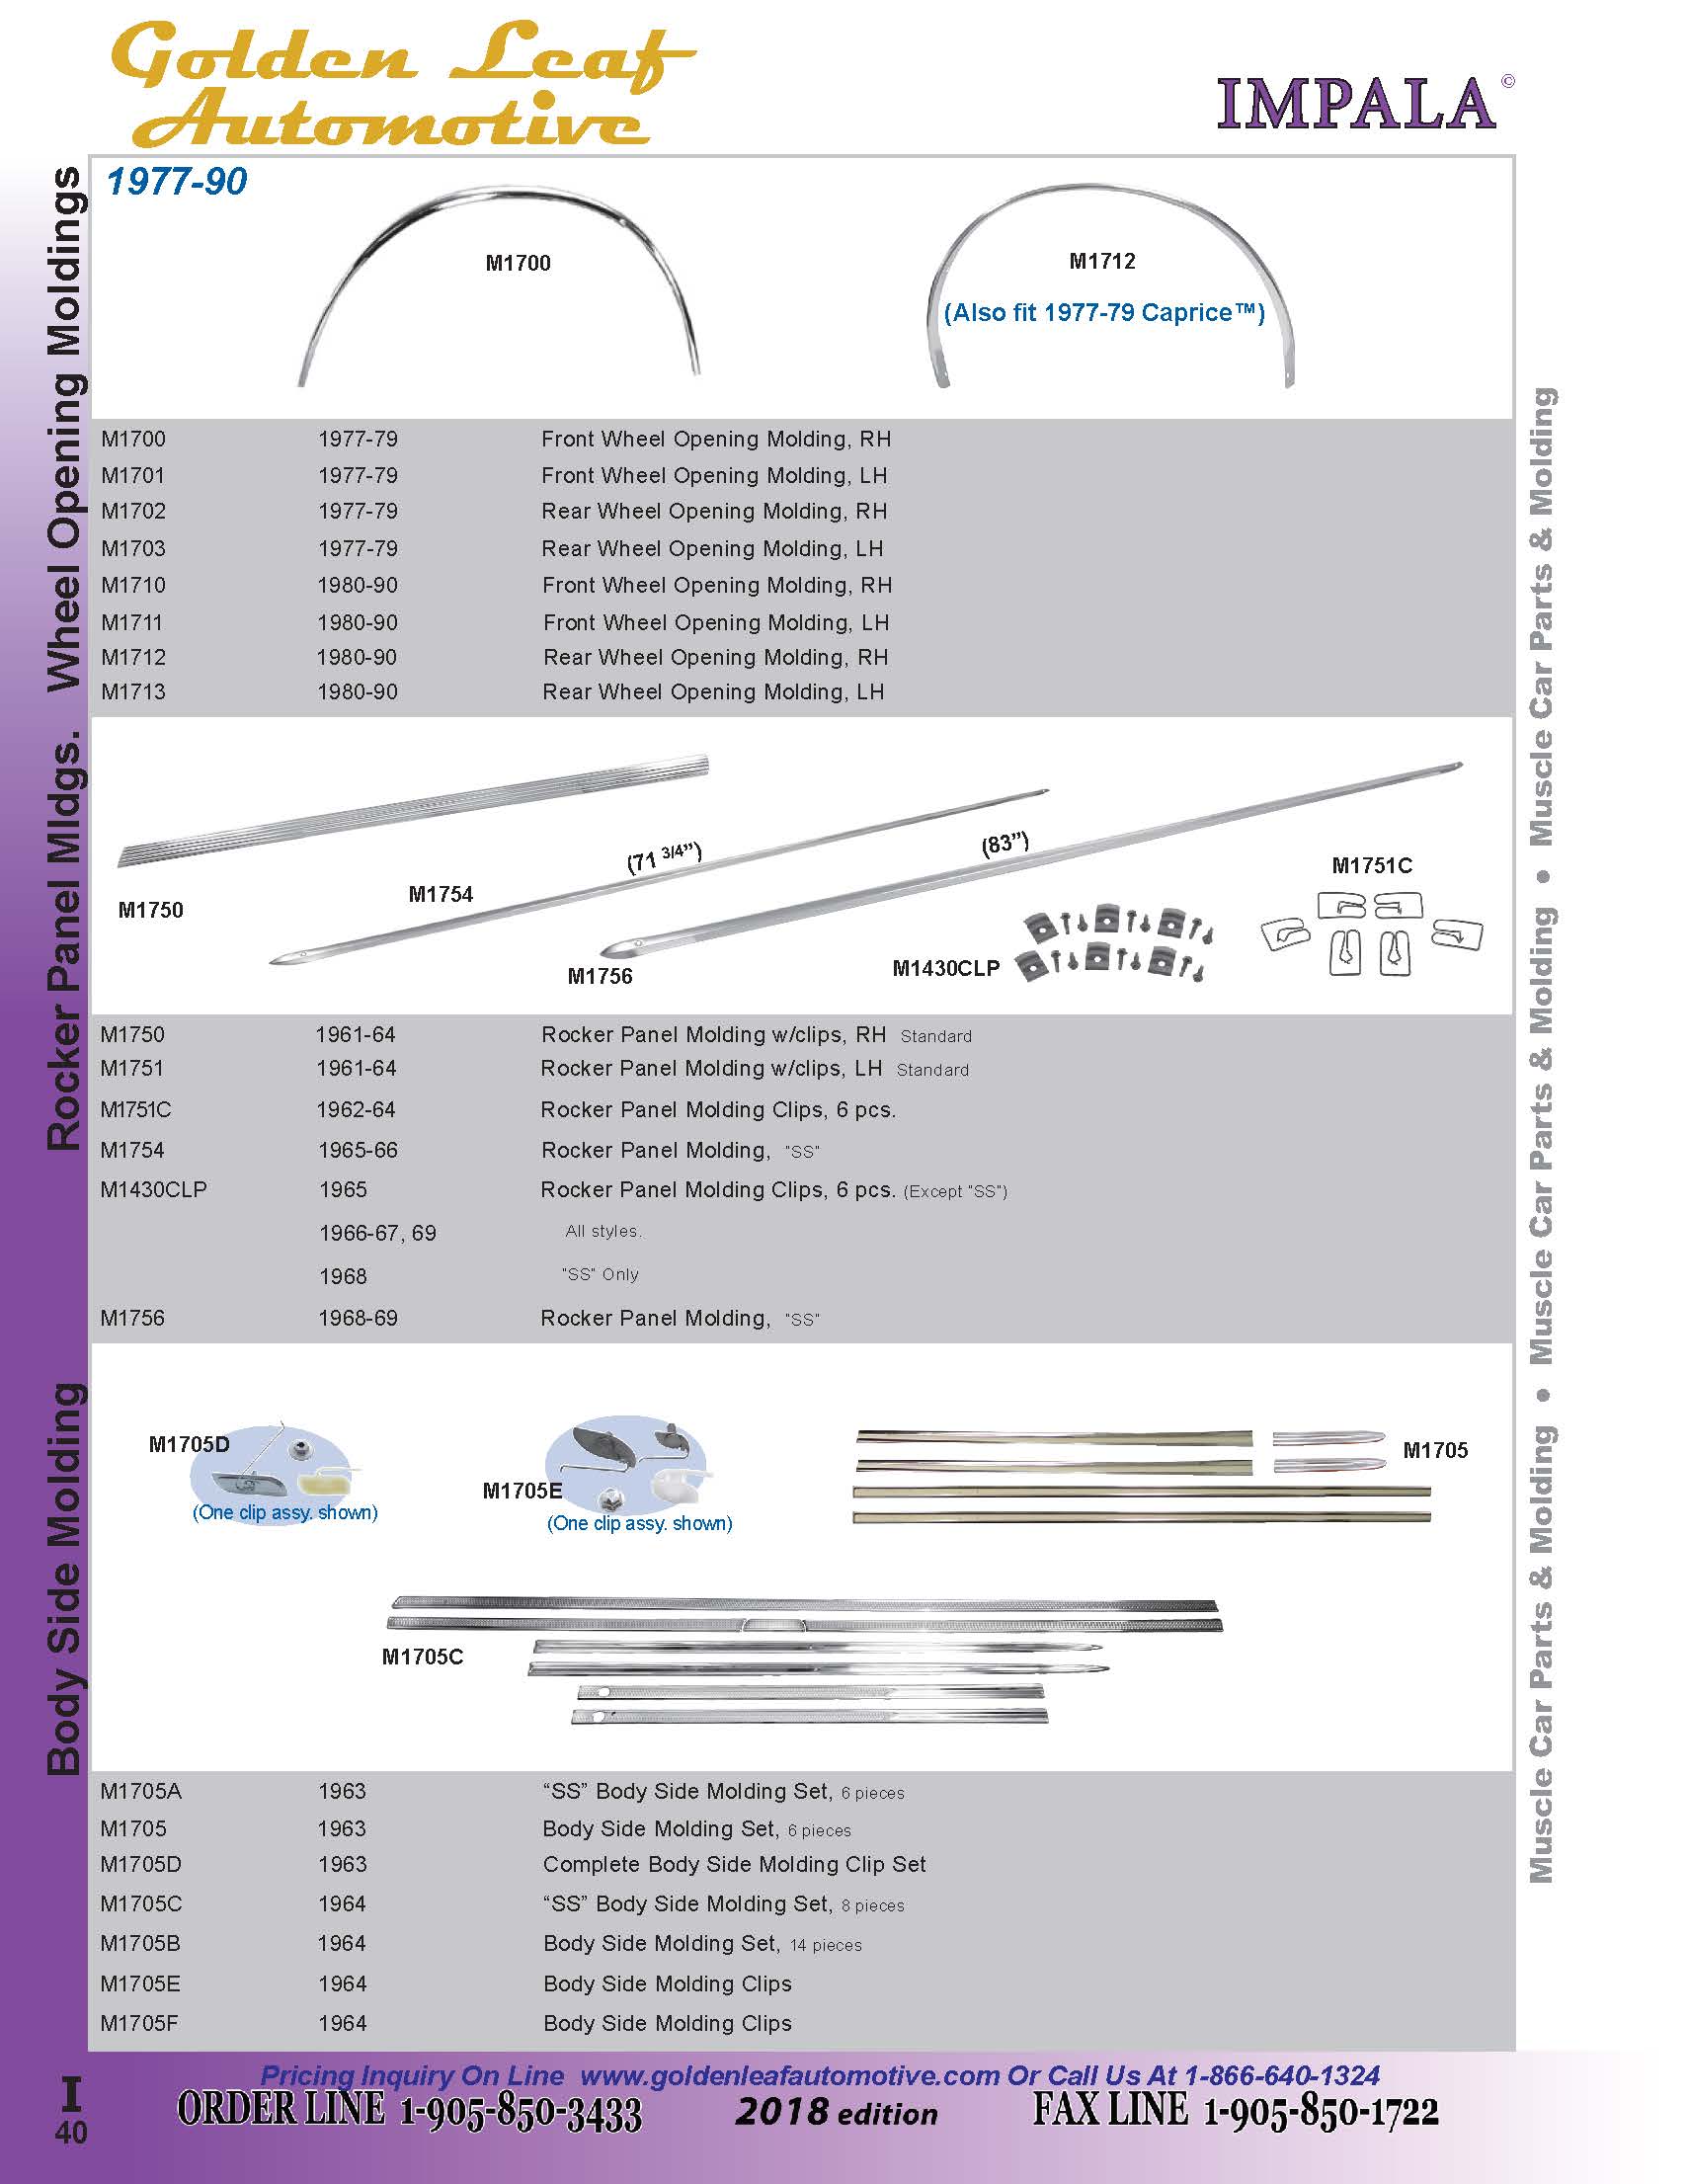 Golden Leaf
Automotive
IMPALA©
Wheel Opening Moldings
Rocker Panel Mldgs.
Body Side Molding
1977-90
M1700
M1712
(Also fit 1977-79 Caprice™)
M1700 1977-79 Front Wheel Opening Molding, RH
M1701 1977-79 Front Wheel Opening Molding, LH
M1702 1977-79 Rear Wheel Opening Molding, RH
M1703 1977-79 Rear Wheel Opening Molding, LH
M1710 1980-90 Front Wheel Opening Molding, RH
M1711 1980-90 Front Wheel Opening Molding, LH
M1712 1980-90 Rear Wheel Opening Molding, RH
M1713 1980-90 Rear Wheel Opening Molding, LH
(71 3/4”)
(83”)
M1751C
M1754
M1750
M1756
M1430CLP
M1750 1961-64 Rocker Panel Molding w/clips, RH Standard
M1751 1961-64 Rocker Panel Molding w/clips, LH Standard
M1751C 1962-64 Rocker Panel Molding Clips, 6 pcs.
M1754 1965-66 Rocker Panel Molding, "SS"
M1430CLP 1965 Rocker Panel Molding Clips, 6 pcs. (Except "SS")
1966-67, 69 All styles.
1968 "SS" Only
M1756 1968-69 Rocker Panel Molding, "SS"
M1705D
(One clip assy. shown)
M1705E
(One clip assy. shown)
M1705
M1705C
M1705A 1963 “SS” Body Side Molding Set, 6 pieces
M1705 1963 Body Side Molding Set, 6 pieces
M1705D 1963 Complete Body Side Molding Clip Set
M1705C 1964 “SS” Body Side Molding Set, 8 pieces
M1705B 1964 Body Side Molding Set, 14 pieces
M1705E 1964 Body Side Molding Clips
M1705F 1964 Body Side Molding Clips
Muscle Car Parts & Molding • Muscle Car Parts & Molding • Muscle Car Parts & Molding
Pricing Inquiry On Line www.goldenleafautomotive.com Or Call Us At 1-866-640-1324
ORDER LINE 1-905-850-3433 2018 edition FAX LINE 1-905-850-1722
I
40